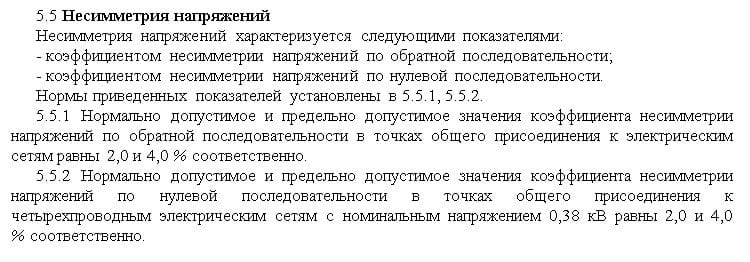 5.5 Несимметрия напряжений
Несимметрия напряжений характеризуется следующими показателями:
- коэффициентом несимметрии напряжений по обратной последовательности;
- коэффициентом несимметрии напряжений по нулевой последовательности.
Нормы приведенных показателей установлены в 5.5.1, 5.5.2.
5.5.1 Нормально допустимое и предельно допустимое значения коэффициента несимметрии
напряжений по обратной последовательности в точках общего присоединения к электрическим
сетям равны 2,0 и 4,0 % соответственно.
5.5.2 Нормально допустимое и предельно допустимое значения коэффициента несимметрии
напряжений по нулевой последовательности в точках общего присоединения к
четырехпроводным электрическим сетям с номинальным напряжением 0,38 кВ равны 2,0 и 4,0
% соответственно.